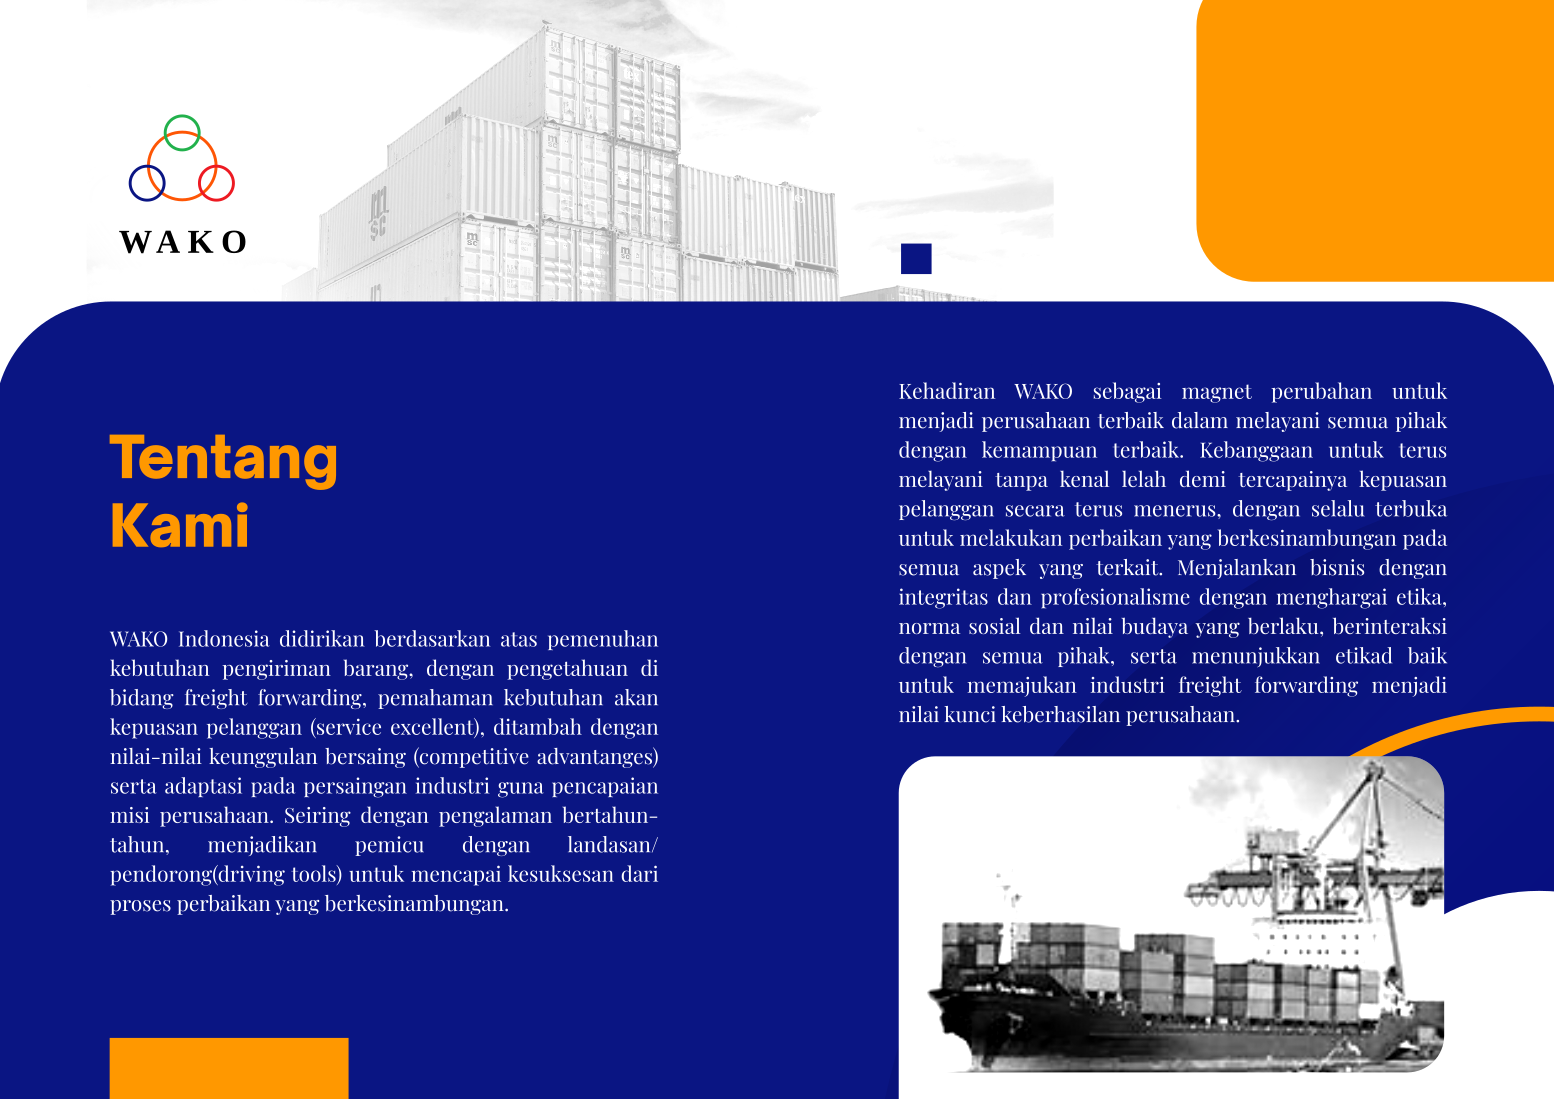 WAKO
Tentang
Kami
WAKO Indonesia didirikan berdasarkan atas pemenuhan
kebutuhan pengiriman barang, dengan pengetahuan di
bidang freight forwarding, pemahaman kebutuhan akan
kepuasan pelanggan (service excellent), ditambah dengan
nilai-nilai keunggulan bersaing (competitive advantanges)
serta adaptasi pada persaingan industri guna pencapaian
misi perusahaan. Seiring dengan pengalaman bertahun-
tahun, menjadikan pemicu dengan landasan/
pendorong(driving tools) untuk mencapai kesuksesan dari
proses perbaikan yang berkesinambungan.
Kehadiran WAKO sebagai magnet perubahan untuk
menjadi perusahaan terbaik dalam melayani semua pihak
dengan kemampuan terbaik. Kebanggaan untuk terus
melayani tanpa kenal lelah demi tercapainya kepuasan
pelanggan secara terus menerus, dengan selalu terbuka
untuk melakukan perbaikan yang berkesinambungan pada
semua aspek yang terkait. Menjalankan bisnis dengan
integritas dan profesionalisme dengan menghargai etika,
norma sosial dan nilai budaya yang berlaku, berinteraksi
dengan semua pihak, serta menunjukkan etikad baik
untuk memajukan industri freight forwarding menjadi
nilai kunci keberhasilan perusahaan.
m
sc
m
sc
m
sc